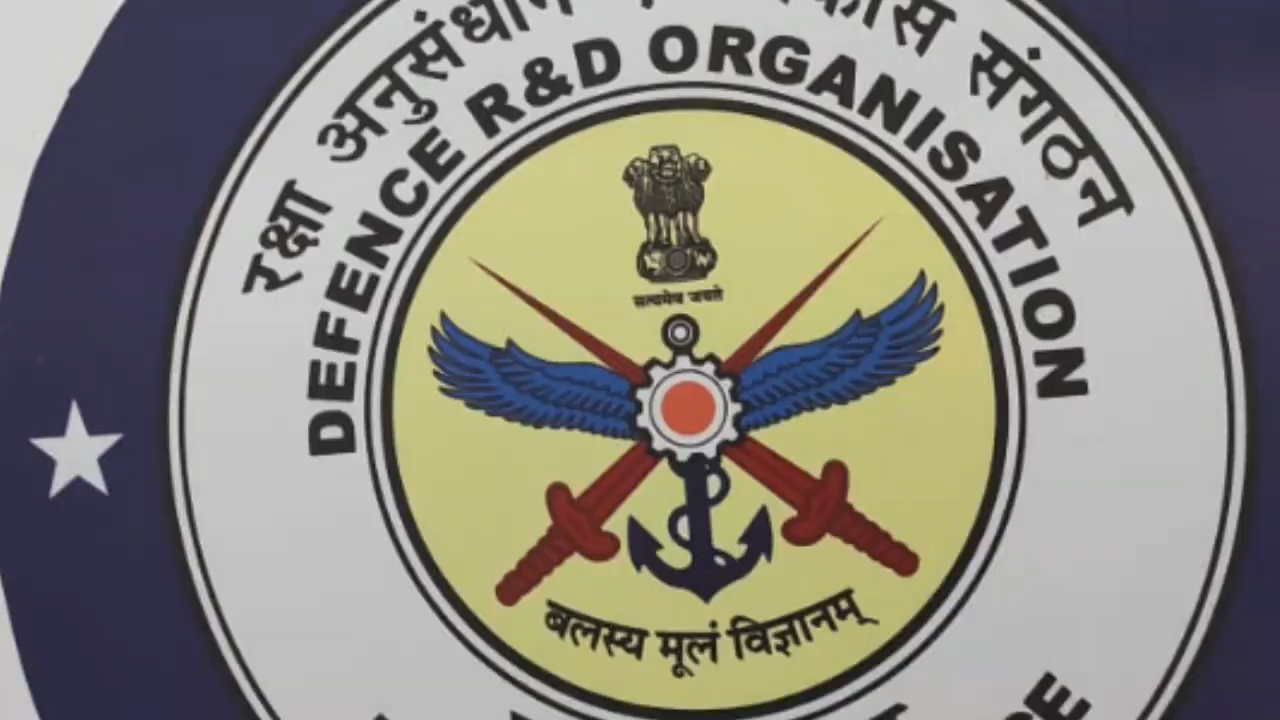 रक्षा अनुसंधान विकास संगठन
DEFENCE R&D ORGANISATION
सत्यमेव जयते
बलस्य मूलं विज्ञानम्